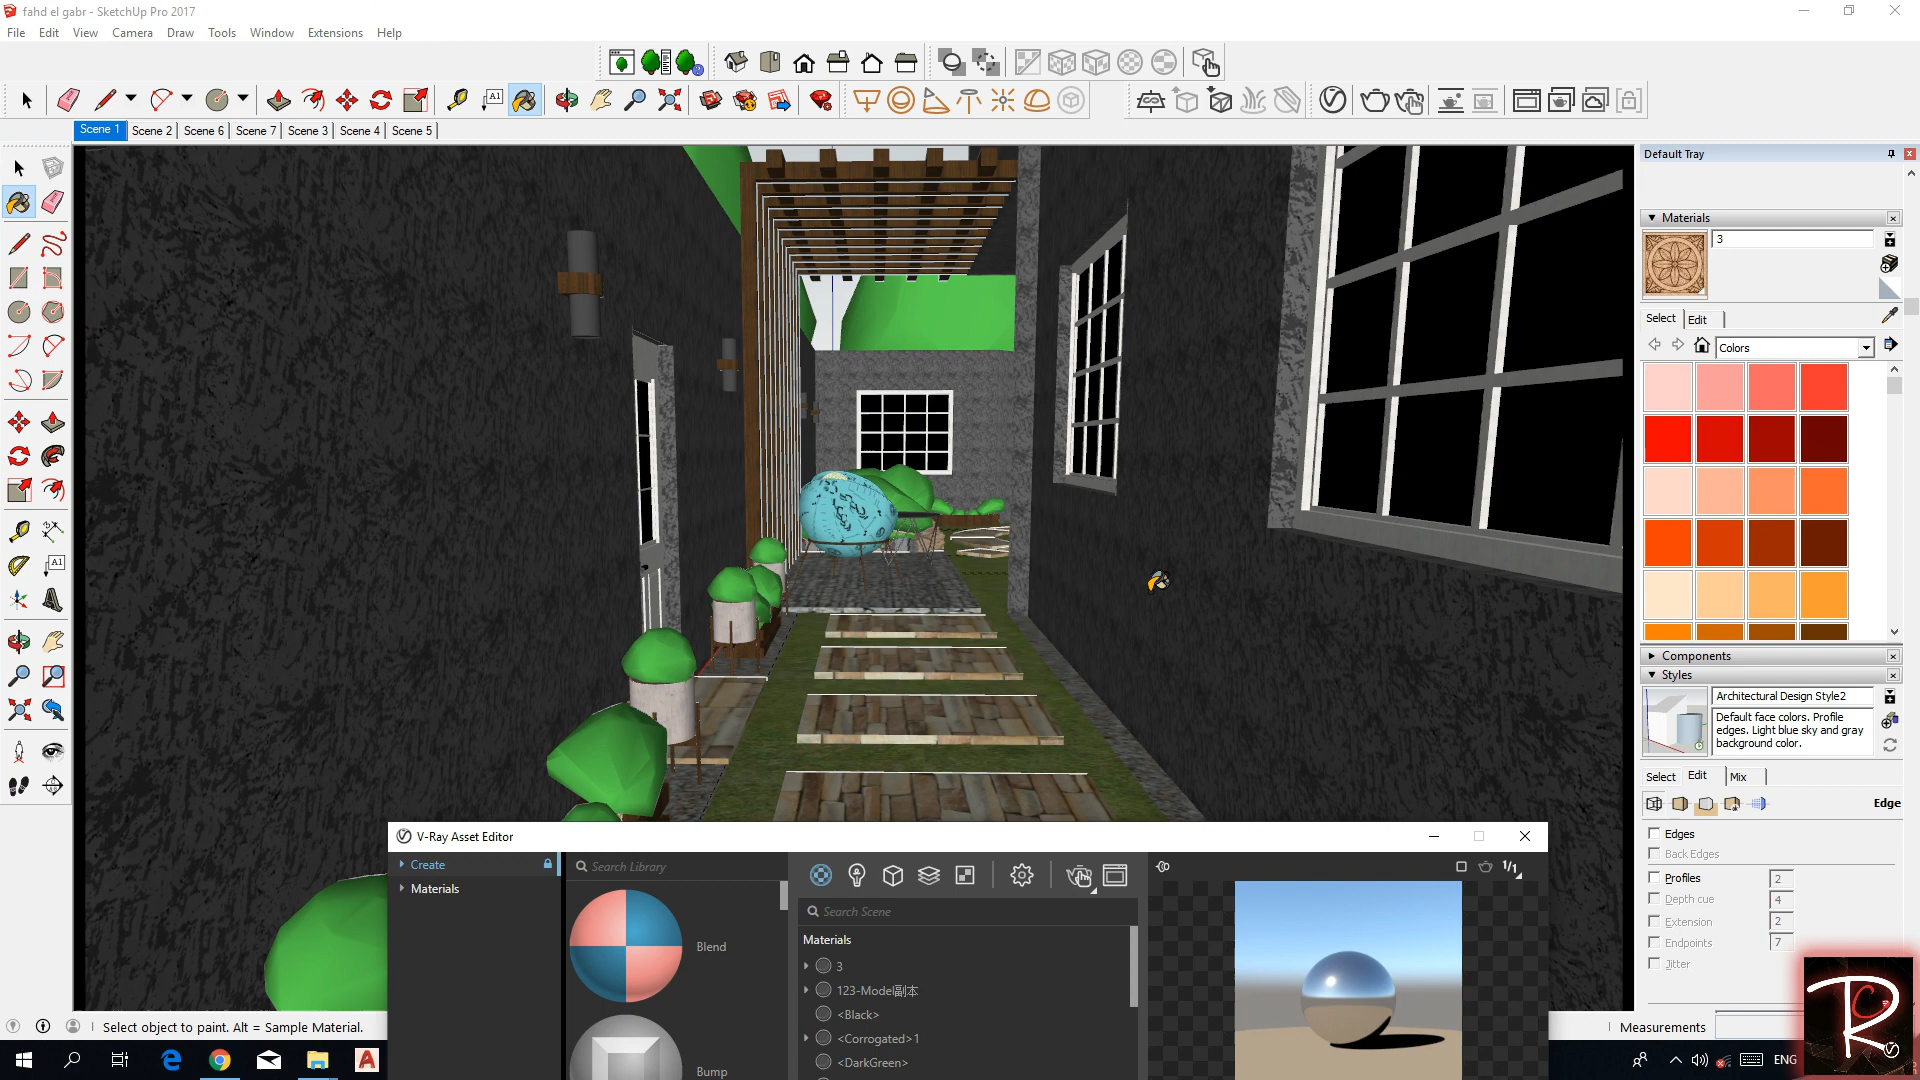 fahd el gabr - SketchUp Pro 2017
File Edit View Camera Draw Tools Window Extensions Help
A1
Scene 1 Scene 2 Scene 6 Scene 7 Scene 3 Scene 4 Scene 5
Default Tray
Materials
3
Select Edit
Colors
A1
Components
Styles
Architectural Design Style2
Default face colors. Profile
edges. Light blue sky and gray
background color.
Select Edit Mix
Edge
Edges
Back Edges
Profiles 2
Depth cue 4
Extension 2
Endpoints 7
Jitter
V-Ray Asset Editor
Create
Materials
Search Library
Blend
Bump
Search Scene
Materials
3
123-Model副本
<Black>
<Corrogated>1
<DarkGreen>
1/1
Select object to paint. Alt = Sample Material.
Measurements
ENG